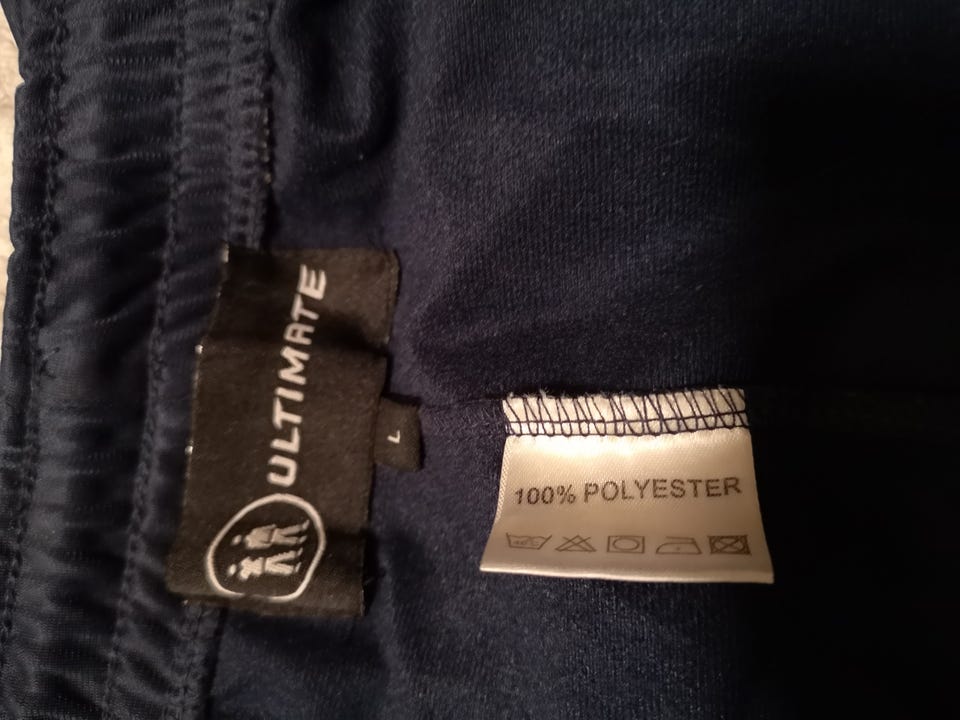 ULTIMATE
L
100% POLYESTER